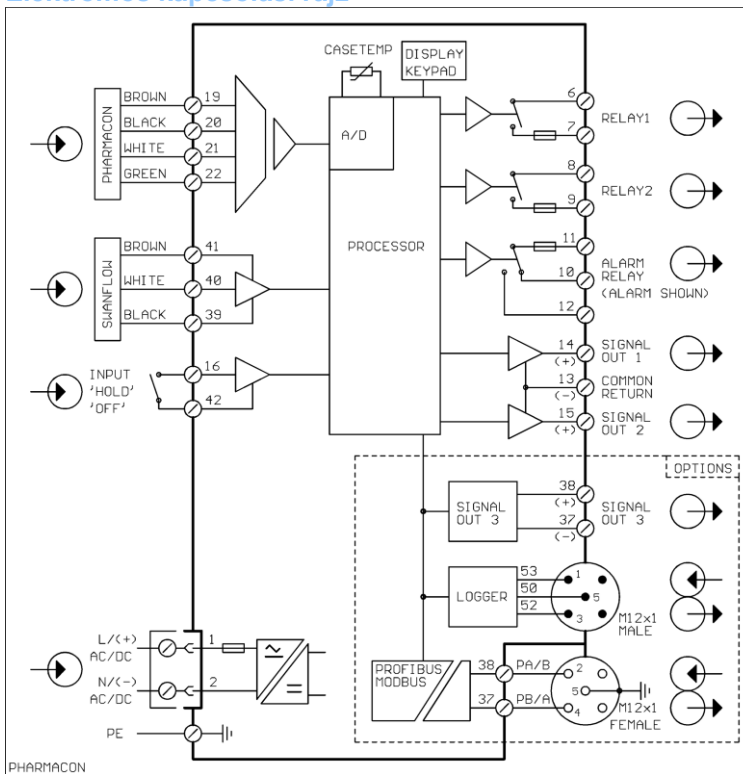 CASETEMP
DISPLAY
KEYPAD
PHARMACON
BROWN 19
BLACK 20
WHITE 21
GREEN 22
A/D
PROCESSOR
6
7
RELAY1
8
9
RELAY2
11
10
12
ALARM
RELAY
(ALARM SHOWN)
SWANFLOW
BROWN 41
WHITE 40
BLACK 39
INPUT
'HOLD'
'OFF'
16
42
14
(+)
SIGNAL
OUT 1
13
(-)
COMMON
RETURN
15
(+)
SIGNAL
OUT 2
OPTIONS
SIGNAL
OUT 3
38
(+)
37
(-)
SIGNAL
OUT 3
LOGGER
53
50
52
1
5
3
M12x1
MALE
PROFIBUS
MODBUS
38 PA/B
37 PB/A
2
5
4
M12x1
FEMALE
L/(+)
AC/DC
1
N/(-)
AC/DC
2
PE
PHARMACON